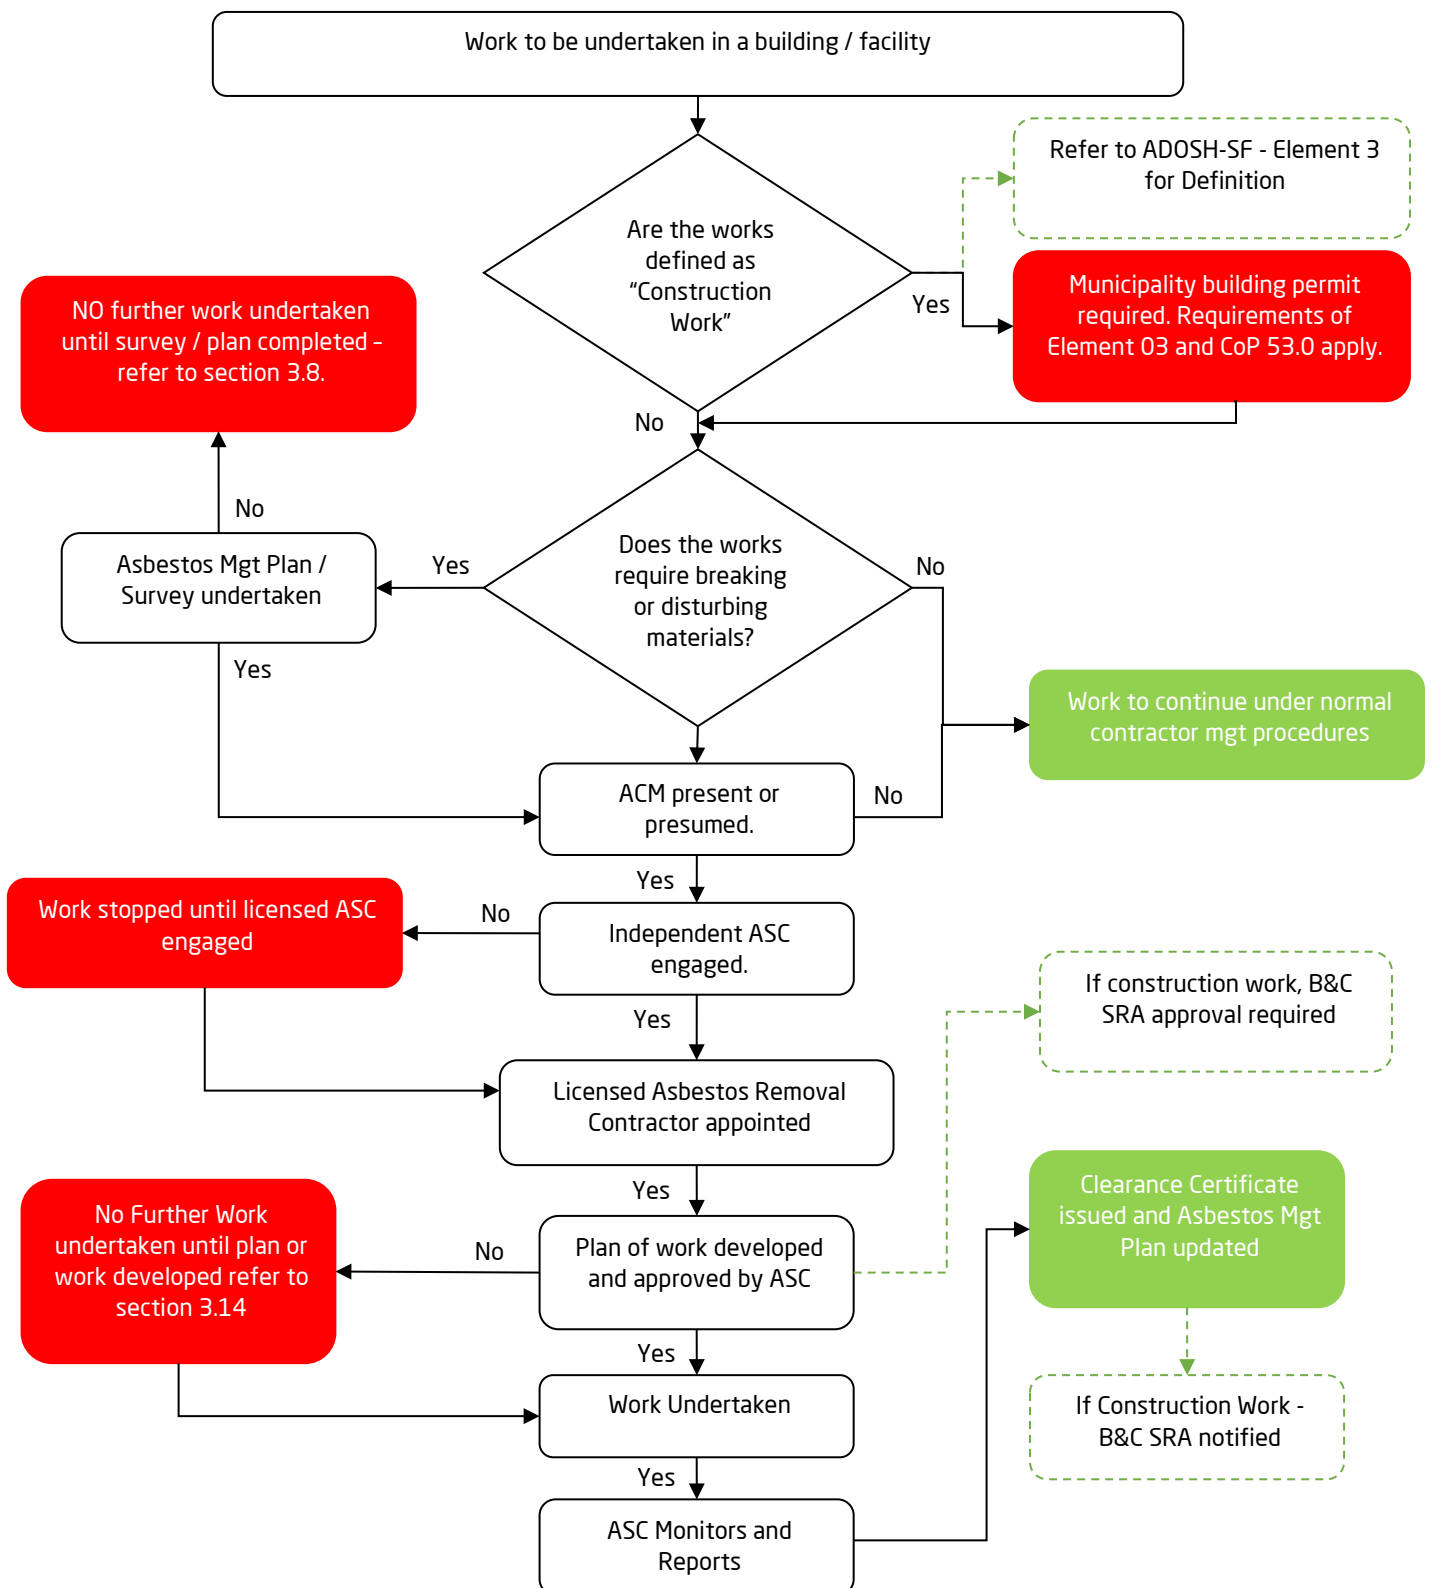 Work to be undertaken in a building / facility
Refer to ADOSH-SF - Element 3
for Definition
Are the works
defined as
“Construction
Work”
Yes
Municipality building permit
required. Requirements of
Element 03 and CoP 53.0 apply.
NO further work undertaken
until survey / plan completed –
refer to section 3.8.
No
No
Asbestos Mgt Plan /
Survey undertaken
Yes
Does the works
require breaking
or disturbing
materials?
No
Yes
Work to continue under normal
contractor mgt procedures
ACM present or
presumed.
No
Yes
Work stopped until licensed ASC
engaged
No
Independent ASC
engaged.
Yes
If construction work, B&C
SRA approval required
Licensed Asbestos Removal
Contractor appointed
Yes
No Further Work
undertaken until plan or
work developed refer to
section 3.14
No
Plan of work developed
and approved by ASC
Clearance Certificate
issued and Asbestos Mgt
Plan updated
Yes
Work Undertaken
If Construction Work -
B&C SRA notified
Yes
ASC Monitors and
Reports